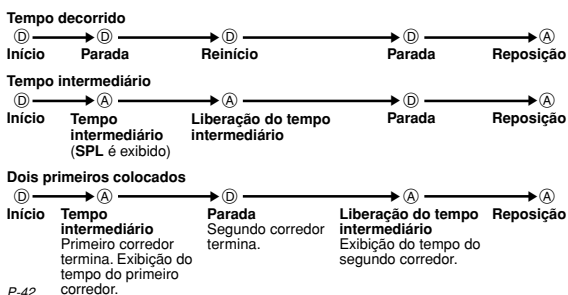 Tempo decorrido
Ⓓ Ⓓ Ⓓ Ⓓ Ⓐ
Início Parada Reinício Parada Reposição
Tempo intermediário
Ⓓ Ⓐ Ⓐ Ⓓ Ⓐ
Início Tempo intermediário (SPL é exibido) Liberação do tempo intermediário Parada Reposição
Dois primeiros colocados
Ⓓ Ⓐ Ⓓ Ⓐ Ⓐ
Início
Tempo
intermediário
Primeiro corredor
termina. Exibição do
tempo do primeiro
corredor.
Parada
Segundo corredor
termina.
Liberação do tempo
intermediário
Exibição do tempo do
segundo corredor.
Reposição
P-42